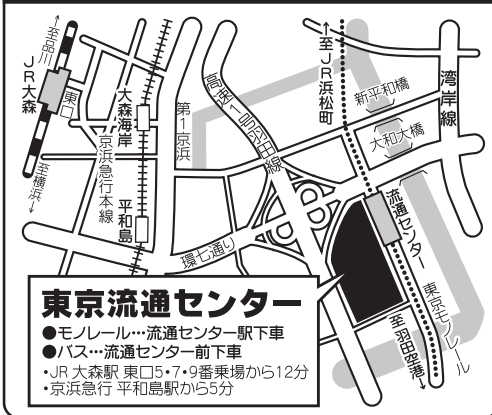 ←至品川
JR大森
東口
至横浜→
大森海岸
京浜急行本線
平和島
第1京浜
高速1号羽田線
環七通り
←至JR浜松町
新平和橋
大和大橋
湾岸線
流通センター
東京モノレール
至羽田空港→
東京流通センター
●モノレール…流通センター駅下車
●バス…流通センター前下車
・JR 大森駅 東口5・7・9番乗場から12分
・京浜急行 平和島駅から5分